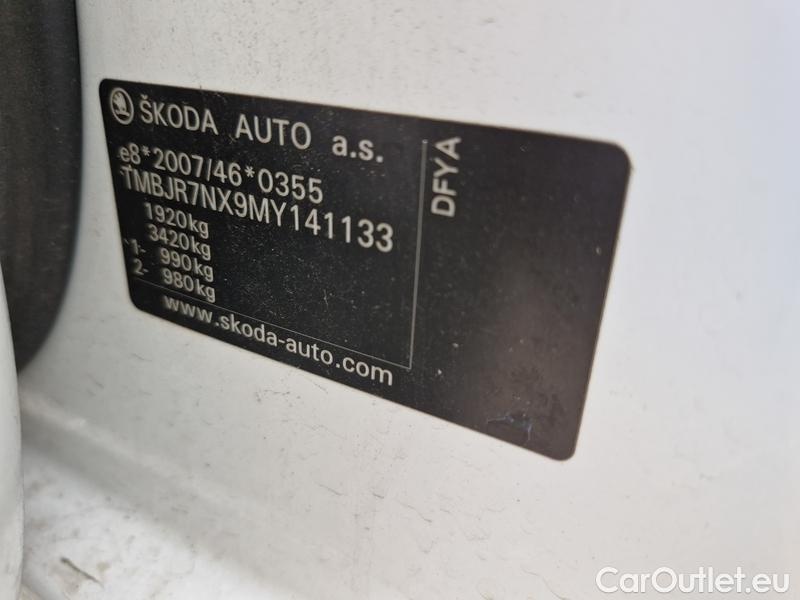 ŠKODA AUTO a.s.
e8*2007/46*0355
TMBJR7NX9MY141133
1920kg
3420kg
1- 990kg
2- 980kg
www.skoda-auto.com
DFYA
CarOutlet.eu